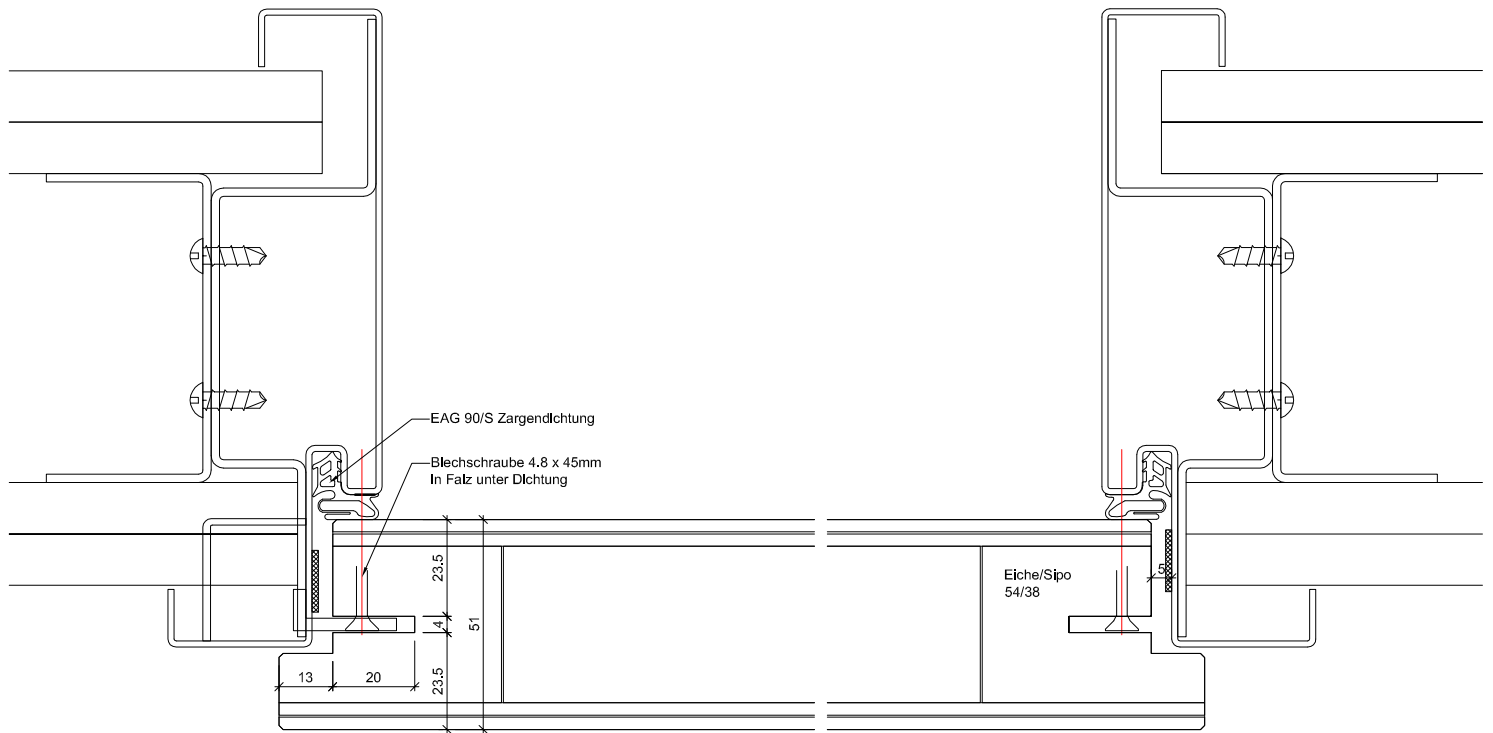 EAG 90/S Zargendichtung
Blechschraube 4.8 x 45mm
In Falz unter Dichtung
Eiche/Sipo
54/38
5
23.5
4
51
23.5
13
20